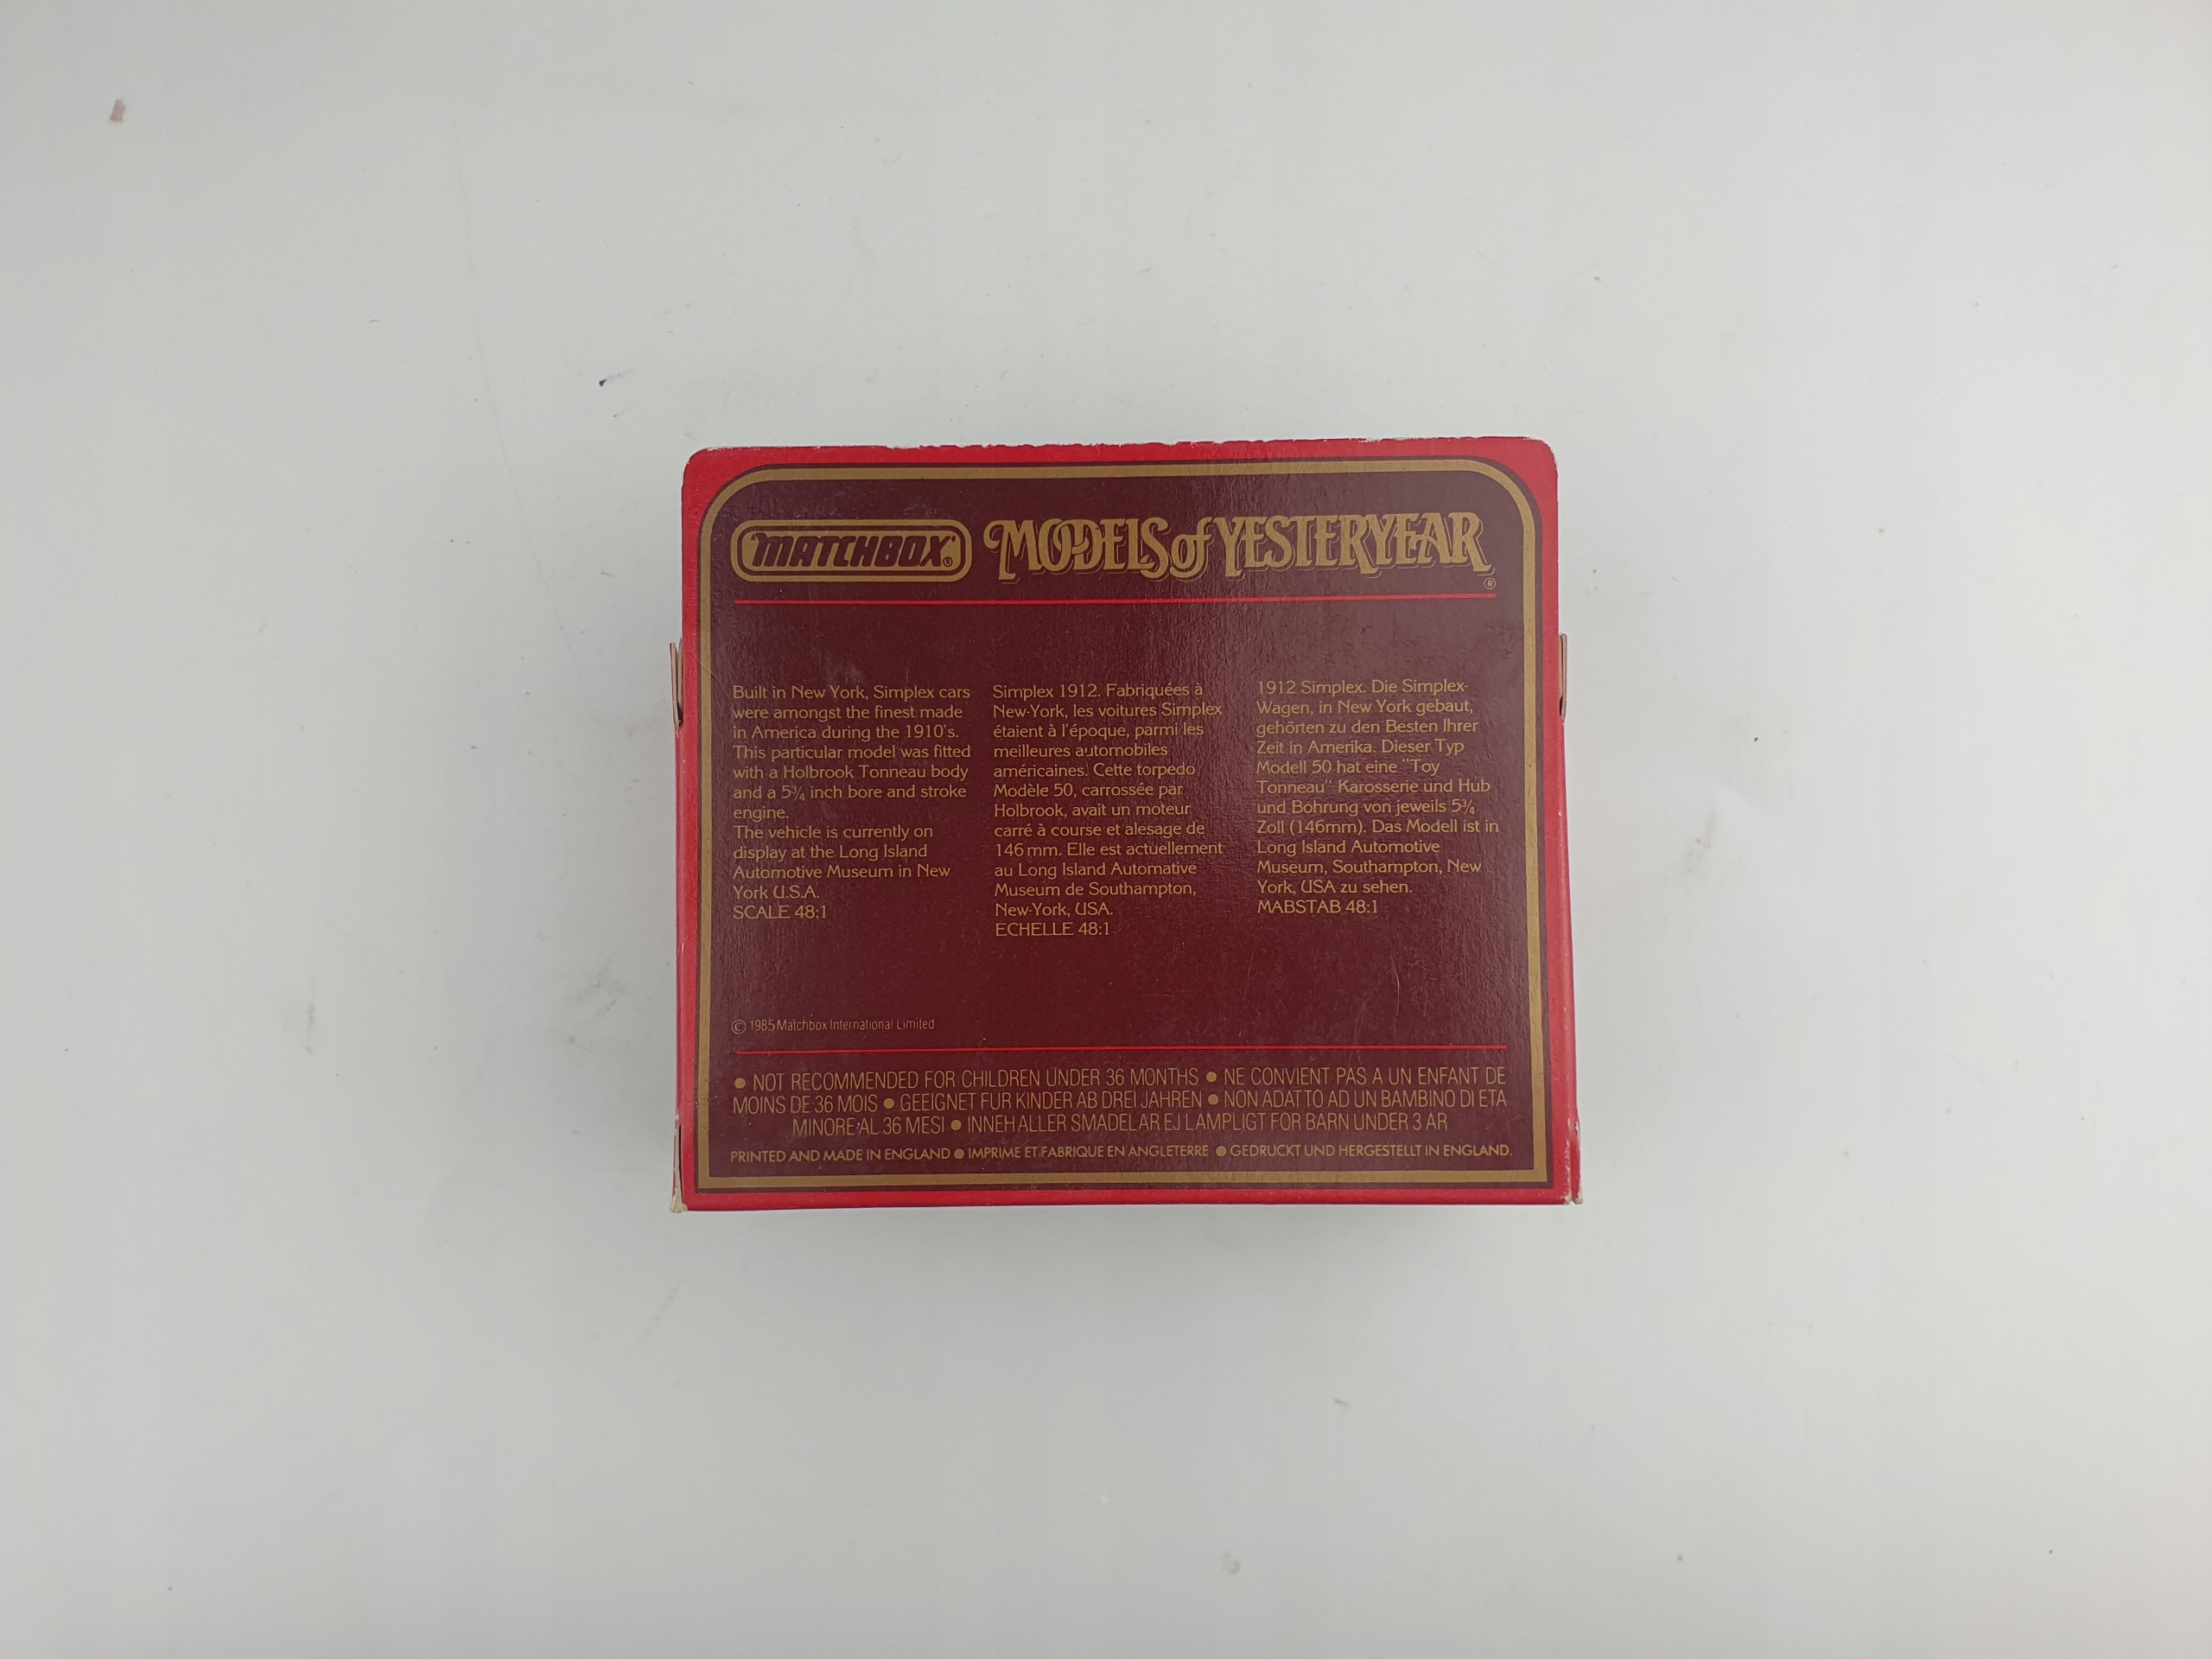 MATCHBOX® MODELS of YESTERYEAR ®
Built in New York, Simplex cars
were amongst the finest made
in America during the 1910's.
This particular model was fitted
with a Holbrook Tonneau body
and a 5¾ inch bore and stroke
engine.
The vehicle is currently on
display at the Long Island
Automotive Museum in New
York U.S.A.
SCALE 48:1
Simplex 1912. Fabriquées à
New-York, les voitures Simplex
étaient à l'époque, parmi les
meilleures automobiles
américaines. Cette torpedo
Modèle 50, carrossée par
Holbrook, avait un moteur
carré à course et alesage de
146 mm. Elle est actuellement
au Long Island Automative
Museum de Southampton,
New-York, USA.
ECHELLE 48:1
1912 Simplex. Die Simplex-
Wagen, in New York gebaut,
gehörten zu den Besten Ihrer
Zeit in Amerika. Dieser Typ
Modell 50 hat eine "Toy
Tonneau" Karosserie und Hub
und Bohrung von jeweils 5¾
Zoll (146mm). Das Modell ist in
Long Island Automotive
Museum, Southampton, New
York, USA zu sehen.
MABSTAB 48:1
© 1985 Matchbox International Limited
● NOT RECOMMENDED FOR CHILDREN UNDER 36 MONTHS ● NE CONVIENT PAS A UN ENFANT DE
MOINS DE 36 MOIS ● GEEIGNET FUR KINDER AB DREI JAHREN ● NON ADATTO AD UN BAMBINO DI ETA
MINORE AL 36 MESI ● INNEHALLER SMADELAR EJ LAMPLIGT FOR BARN UNDER 3 AR
PRINTED AND MADE IN ENGLAND ● IMPRIME ET FABRIQUE EN ANGLETERRE ● GEDRUCKT UND HERGESTELLT IN ENGLAND.